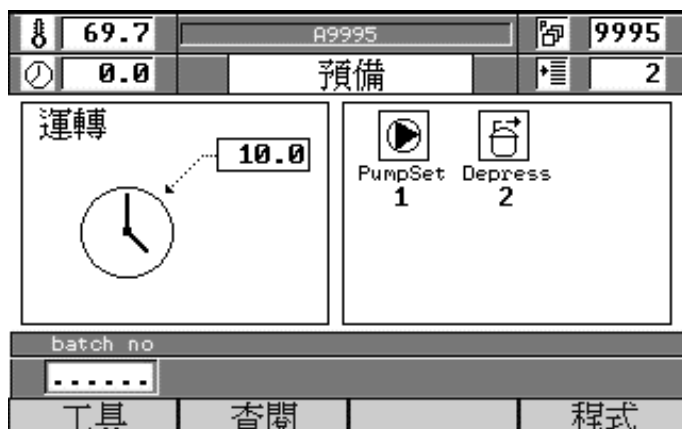 69.7 A9995 9995
0.0 預備 2
運轉
10.0
PumpSet Depress
1 2
batch no
......
工具 查閱 程式